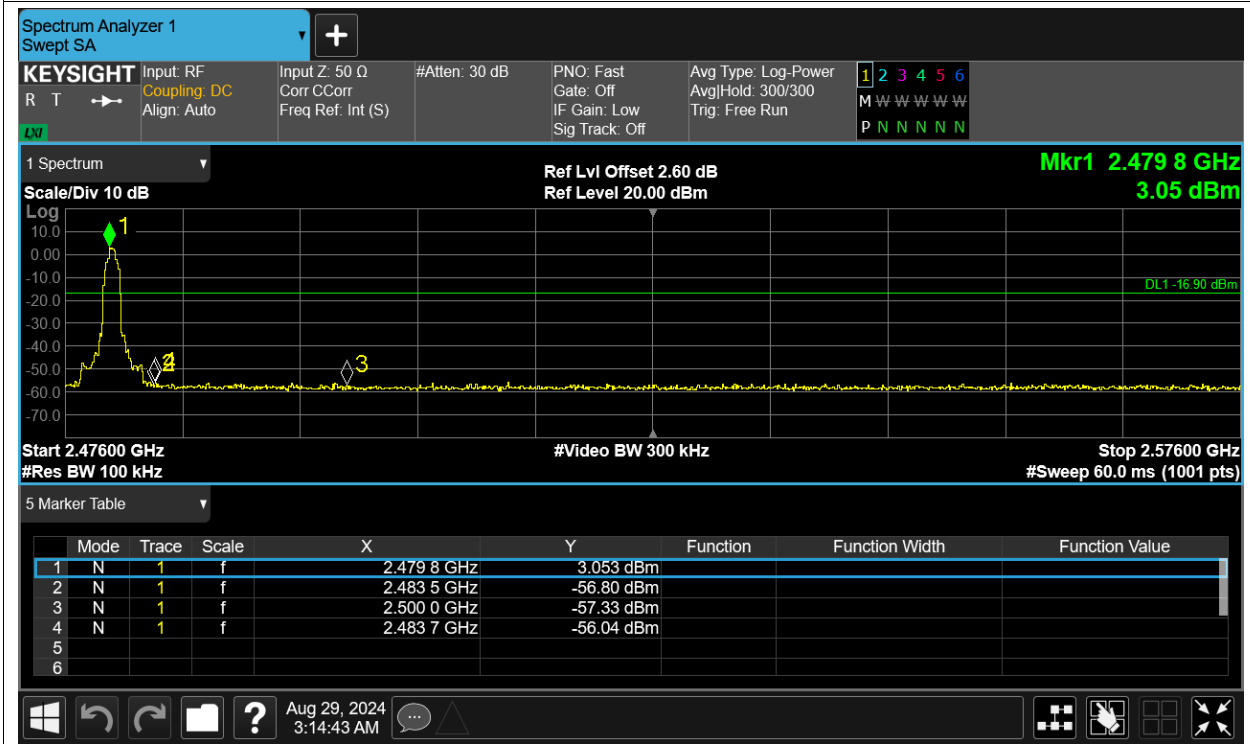 Spectrum Analyzer 1
Swept SA
KEYSIGHT
R T
LXI
Input: RF
Coupling: DC
Align: Auto
Input Z: 50 Ω
Corr CCorr
Freq Ref: Int (S)
#Atten: 30 dB
PNO: Fast
Gate: Off
IF Gain: Low
Sig Track: Off
Avg Type: Log-Power
Avg|Hold: 300/300
Trig: Free Run
1 2 3 4 5 6
M W W W W W
P N N N N N
1 Spectrum
Scale/Div 10 dB
Ref Lvl Offset 2.60 dB
Ref Level 20.00 dBm
Mkr1 2.479 8 GHz
3.05 dBm
Log
10.0
0.00
-10.0
-20.0
-30.0
-40.0
-50.0
-60.0
-70.0
1
DL1 -16.90 dBm
3
Start 2.47600 GHz
#Video BW 300 kHz
Stop 2.57600 GHz
#Res BW 100 kHz
#Sweep 60.0 ms (1001 pts)
5 Marker Table
Mode Trace Scale X Y Function Function Width Function Value
1 N 1 f 2.479 8 GHz 3.053 dBm
2 N 1 f 2.483 5 GHz -56.80 dBm
3 N 1 f 2.500 0 GHz -57.33 dBm
4 N 1 f 2.483 7 GHz -56.04 dBm
5
6
?
Aug 29, 2024
3:14:43 AM